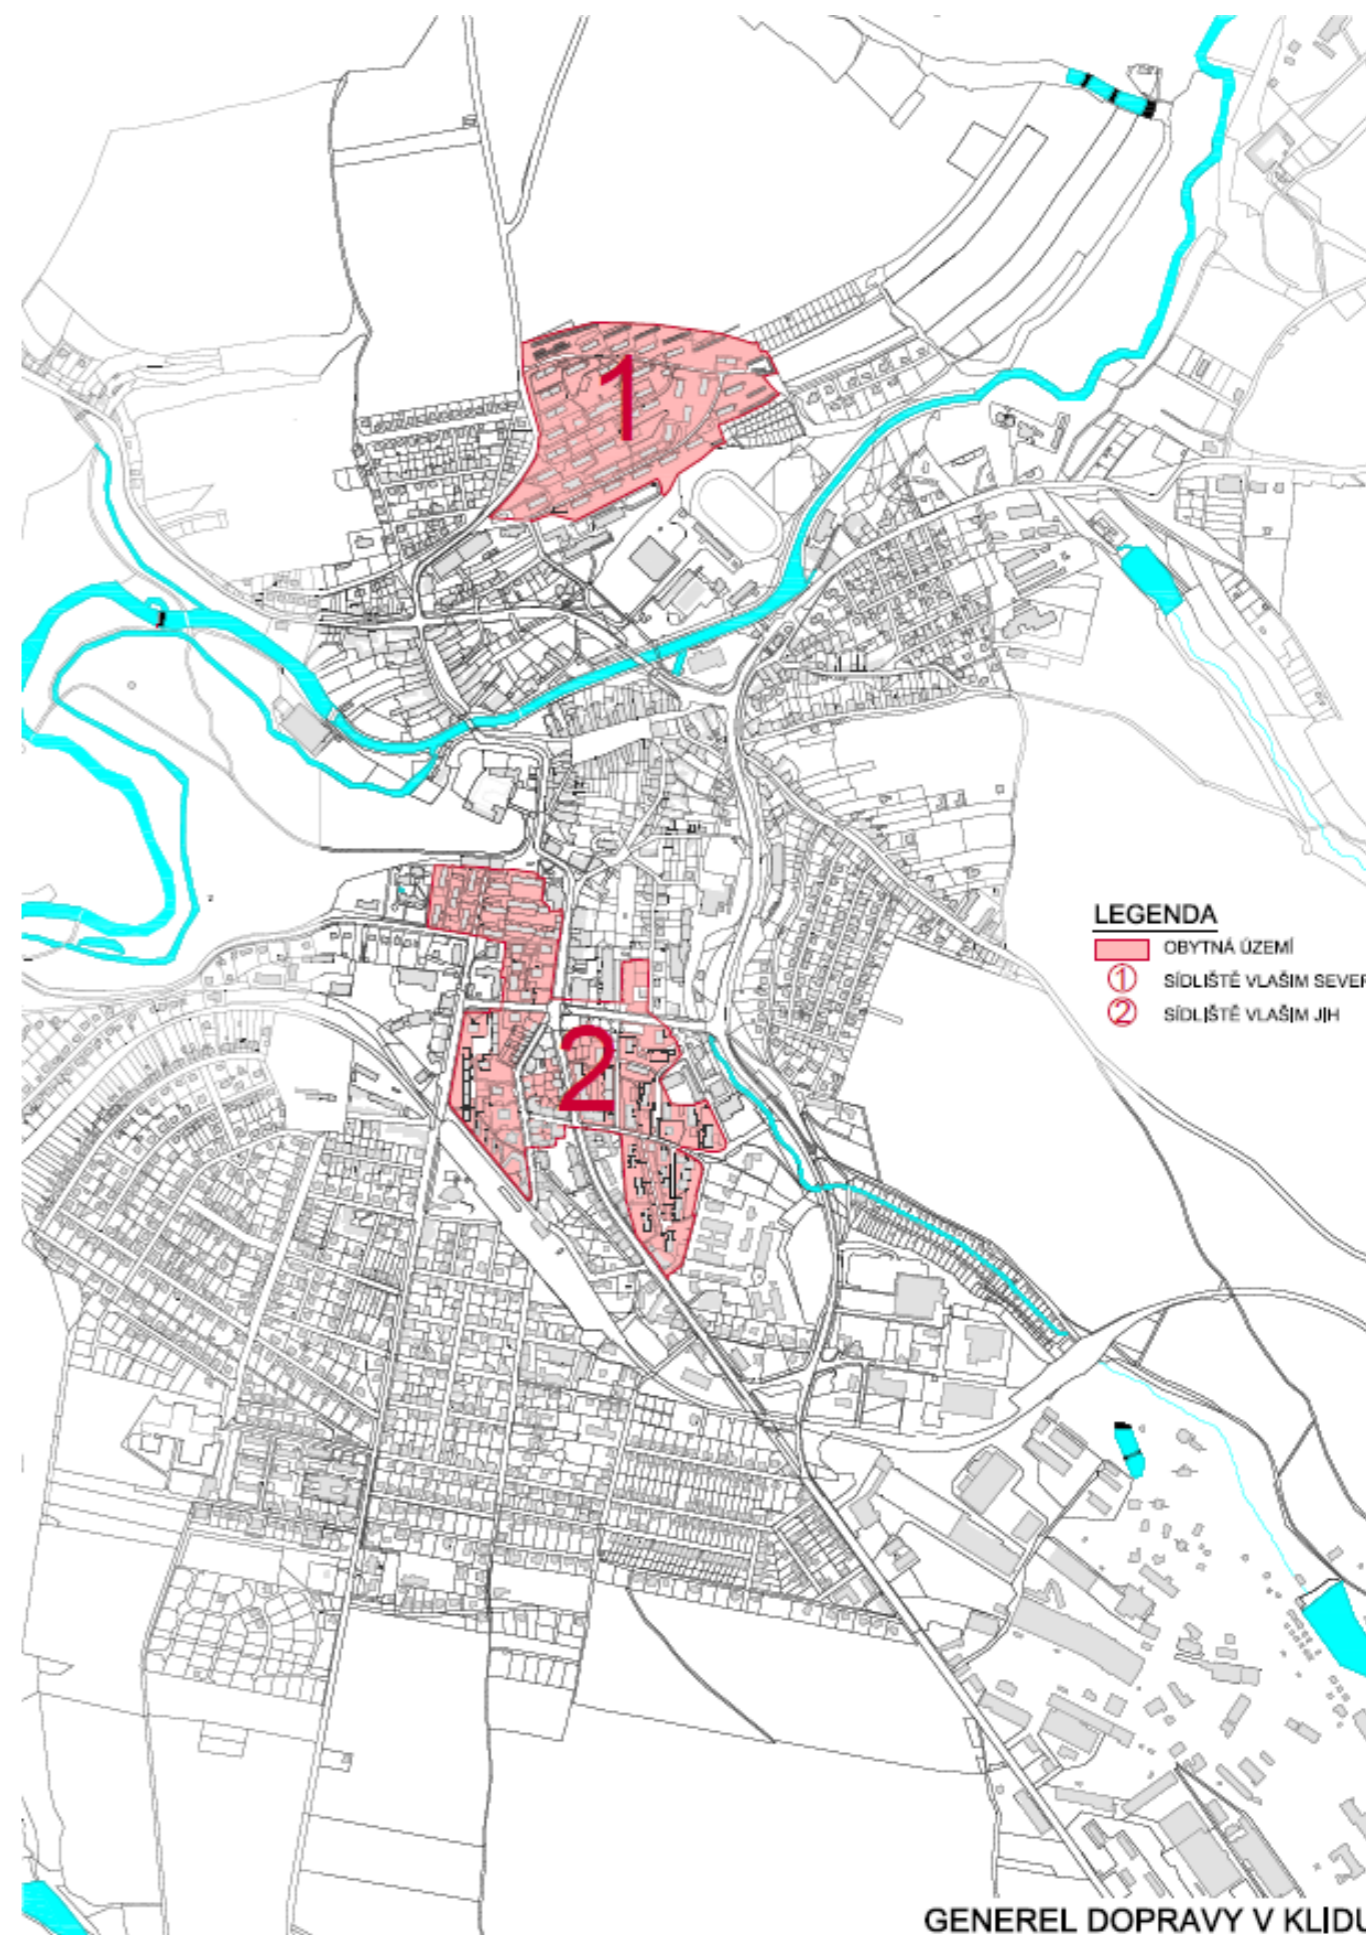 1
2
LEGENDA
OBYTNÁ ÚZEMÍ
1 SÍDLIŠTĚ VLAŠIM SEVER
2 SÍDLIŠTĚ VLAŠIM JIH
GENEREL DOPRAVY V KLIDU